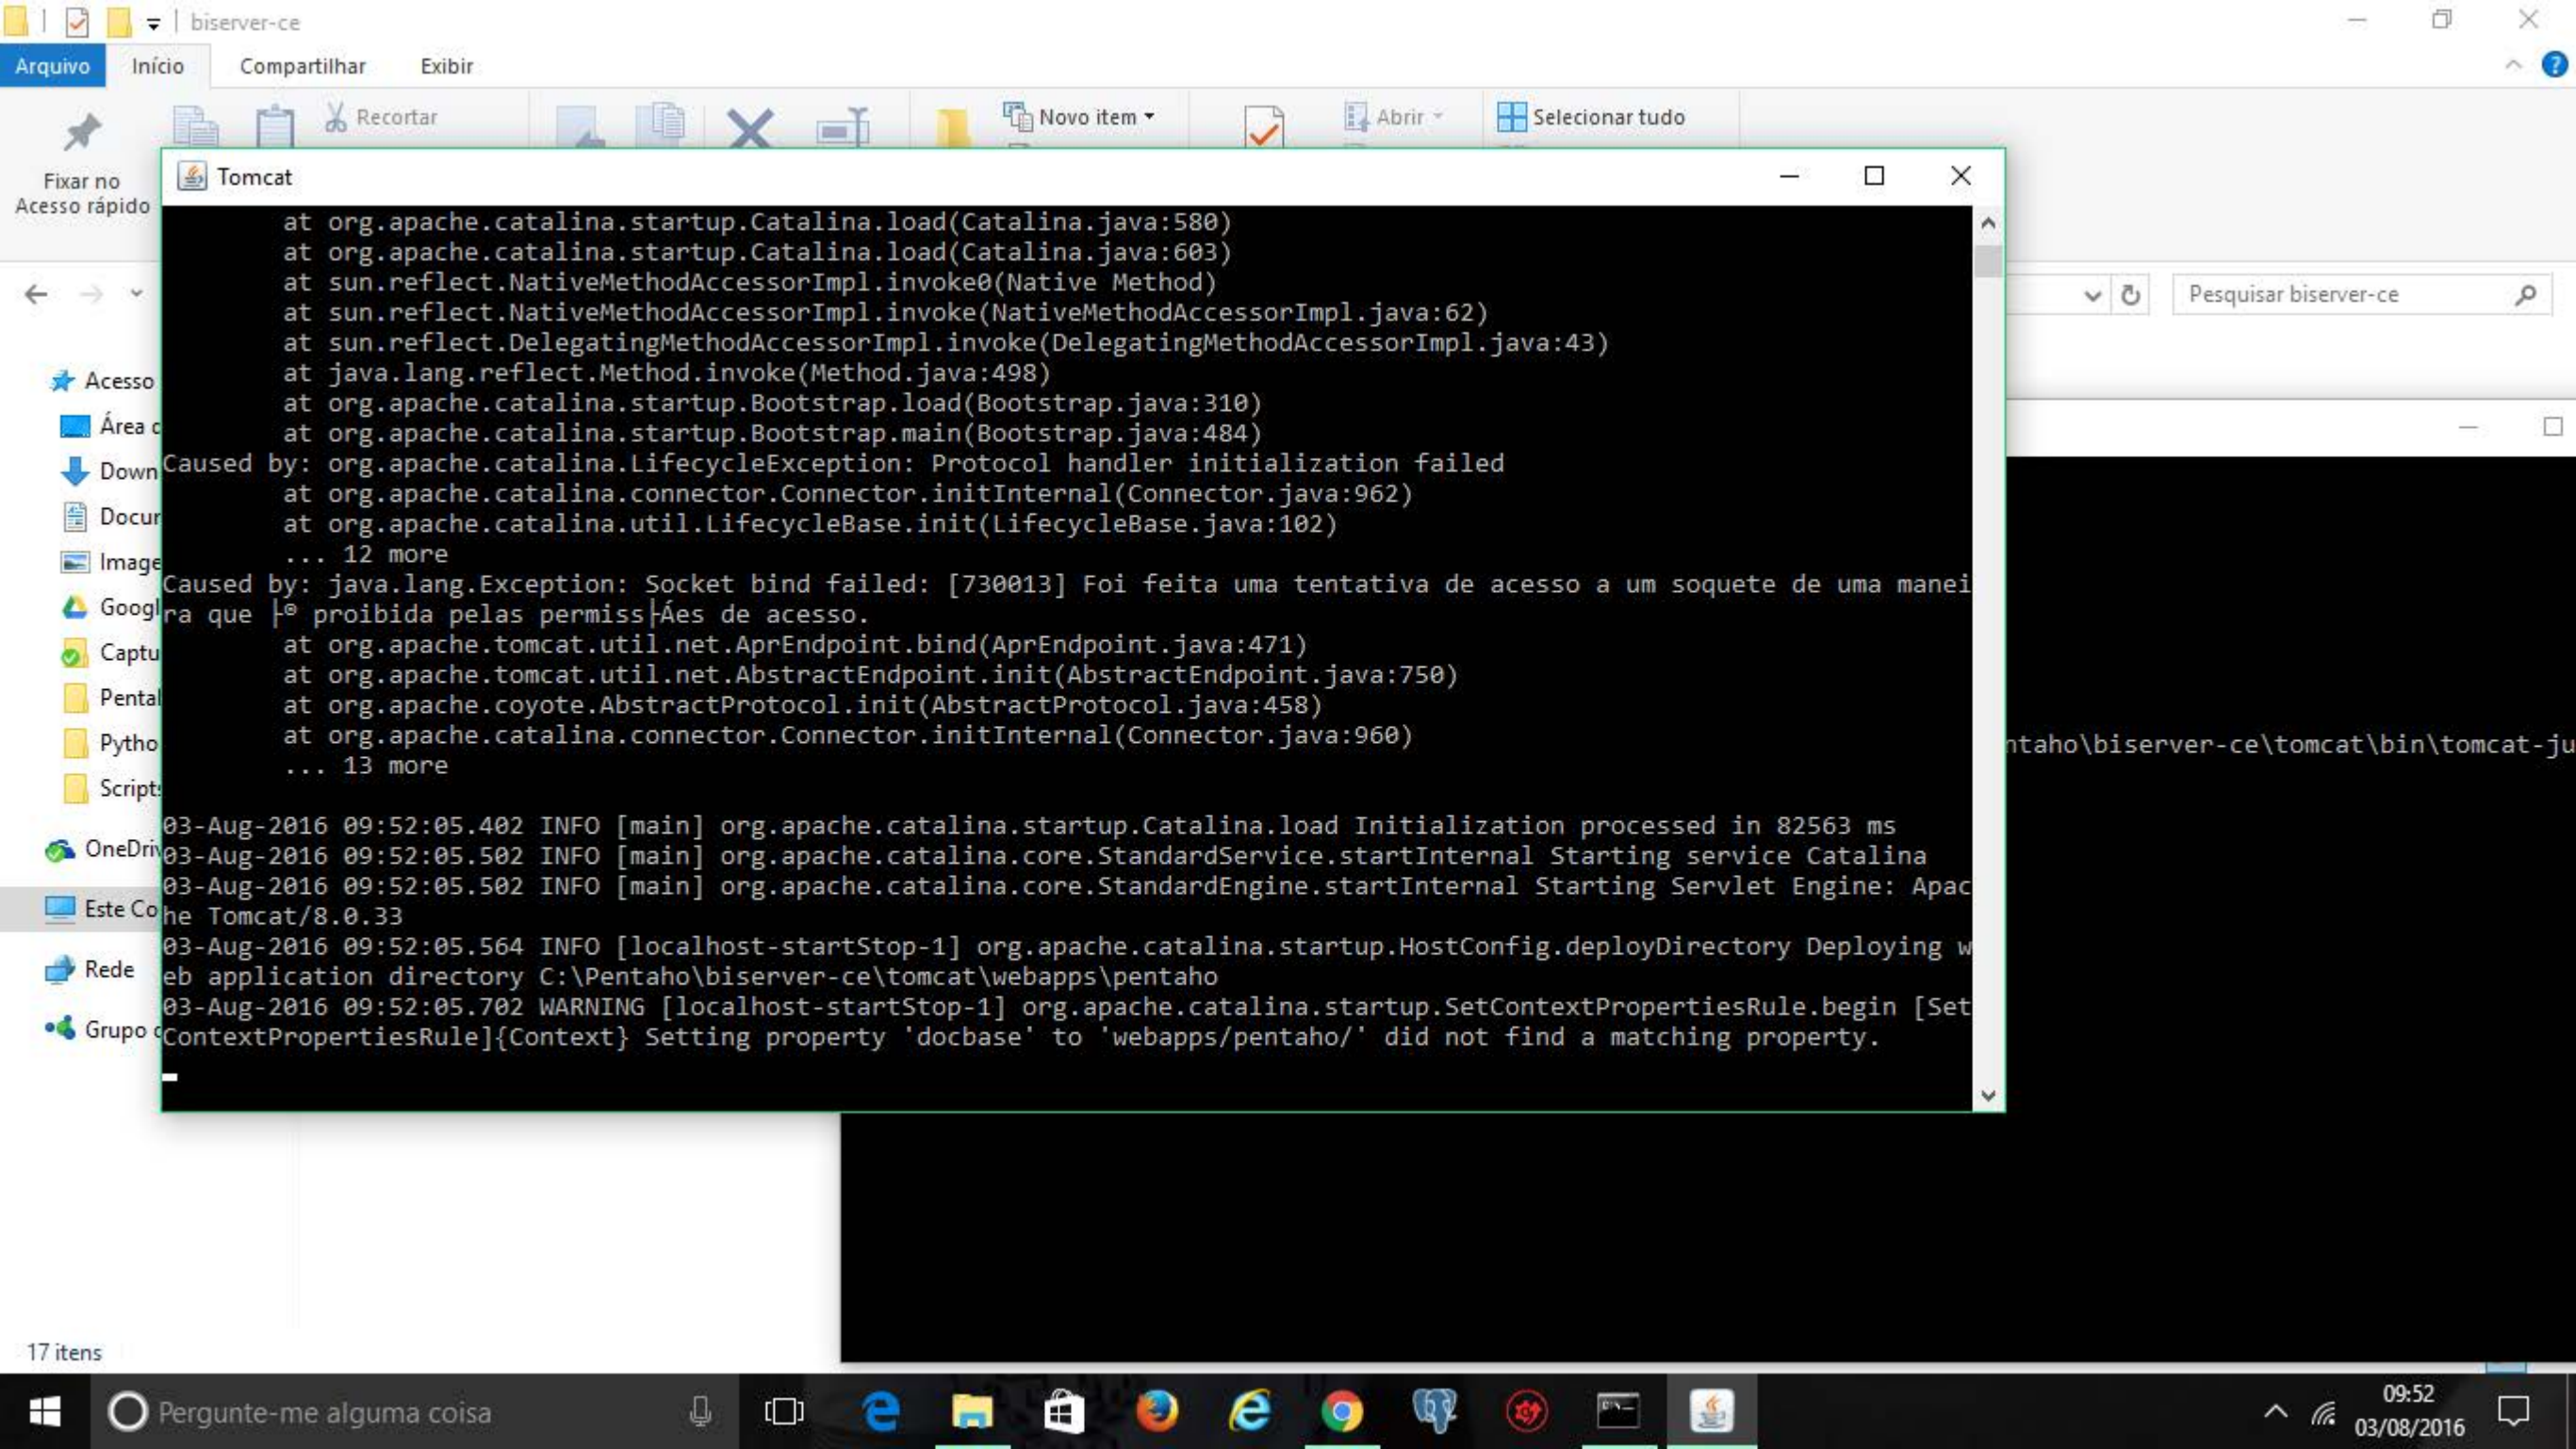 biserver-ce
Arquivo Início Compartilhar Exibir
Recortar
Novo item
Abrir
Selecionar tudo
Fixar no
Acesso rápido
Tomcat
at org.apache.catalina.startup.Catalina.load(Catalina.java:580)
at org.apache.catalina.startup.Catalina.load(Catalina.java:603)
at sun.reflect.NativeMethodAccessorImpl.invoke0(Native Method)
at sun.reflect.NativeMethodAccessorImpl.invoke(NativeMethodAccessorImpl.java:62)
at sun.reflect.DelegatingMethodAccessorImpl.invoke(DelegatingMethodAccessorImpl.java:43)
at java.lang.reflect.Method.invoke(Method.java:498)
at org.apache.catalina.startup.Bootstrap.load(Bootstrap.java:310)
at org.apache.catalina.startup.Bootstrap.main(Bootstrap.java:484)
Caused by: org.apache.catalina.LifecycleException: Protocol handler initialization failed
at org.apache.catalina.connector.Connector.initInternal(Connector.java:962)
at org.apache.catalina.util.LifecycleBase.init(LifecycleBase.java:102)
... 12 more
Caused by: java.lang.Exception: Socket bind failed: [730013] Foi feita uma tentativa de acesso a um soquete de uma manei
ra que ├® proibida pelas permiss├Áes de acesso.
at org.apache.tomcat.util.net.AprEndpoint.bind(AprEndpoint.java:471)
at org.apache.tomcat.util.net.AbstractEndpoint.init(AbstractEndpoint.java:750)
at org.apache.coyote.AbstractProtocol.init(AbstractProtocol.java:458)
at org.apache.catalina.connector.Connector.initInternal(Connector.java:960)
... 13 more
03-Aug-2016 09:52:05.402 INFO [main] org.apache.catalina.startup.Catalina.load Initialization processed in 82563 ms
03-Aug-2016 09:52:05.502 INFO [main] org.apache.catalina.core.StandardService.startInternal Starting service Catalina
03-Aug-2016 09:52:05.502 INFO [main] org.apache.catalina.core.StandardEngine.startInternal Starting Servlet Engine: Apac
he Tomcat/8.0.33
03-Aug-2016 09:52:05.564 INFO [localhost-startStop-1] org.apache.catalina.startup.HostConfig.deployDirectory Deploying w
eb application directory C:\Pentaho\biserver-ce\tomcat\webapps\pentaho
03-Aug-2016 09:52:05.702 WARNING [localhost-startStop-1] org.apache.catalina.startup.SetContextPropertiesRule.begin [Set
ContextPropertiesRule]{Context} Setting property 'docbase' to 'webapps/pentaho/' did not find a matching property.
Pesquisar biserver-ce
Acesso
Área d
Down
Docur
Image
Googl
Captu
Pental
Pytho
Scripts
OneDriv
Este Co
Rede
Grupo d
ntaho\biserver-ce\tomcat\bin\tomcat-ju
17 itens
Pergunte-me alguma coisa
09:52
03/08/2016